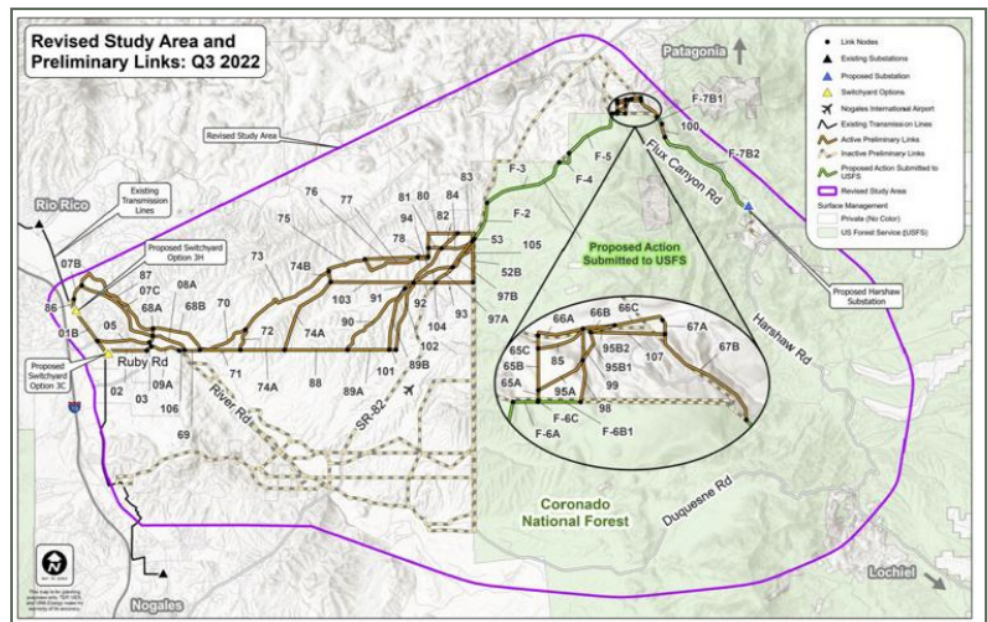 Revised Study Area and
Preliminary Links: Q3 2022
Patagonia
Link Nodes
Existing Substations
Proposed Substation
Switchyard Options
Nogales International Airport
Existing Transmission Lines
Active Preliminary Links
Inactive Preliminary Links
Proposed Action Submitted to
USFS
Revised Study Area
Surface Management
Private (No Color)
US Forest Service (USFS)
Revised Study Area
F-7B1
100
F-7B2
Flux Canyon Rd
F-5
F-4
F-3
F-2
83
84
80
81
82
94
78
77
76
75
73
74B
53
105
52B
97B
97A
93
104
102
92
91
103
90
101
89B
89A
88
74A
74A
72
71
70
68B
08A
68A
07C
87
07B
86
01B
05
02
03
09A
106
69
Existing
Transmission
Lines
Rio Rico
Proposed Switchyard
Option 3H
Proposed
Switchyard
Option 3C
Ruby Rd
River Rd
SR-82
Proposed Action
Submitted to USFS
Proposed Harshaw
Substation
Harshaw Rd
66C
66B
66A
67A
67B
65C
65B
65A
85
95B2
95B1
107
99
95A
98
F-6C
F-6A
F-6B1
Coronado
National Forest
Duquesne Rd
Lochiel
Nogales
N